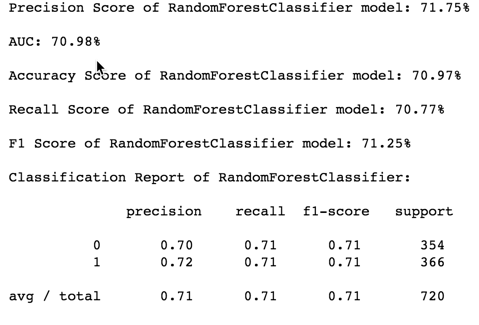 Precision Score of RandomForestClassifier model: 71.75%
AUC: 70.98%
Accuracy Score of RandomForestClassifier model: 70.97%
Recall Score of RandomForestClassifier model: 70.77%
F1 Score of RandomForestClassifier model: 71.25%
Classification Report of RandomForestClassifier:
precision recall f1-score support
0 0.70 0.71 0.71 354
1 0.72 0.71 0.71 366
avg / total 0.71 0.71 0.71 720